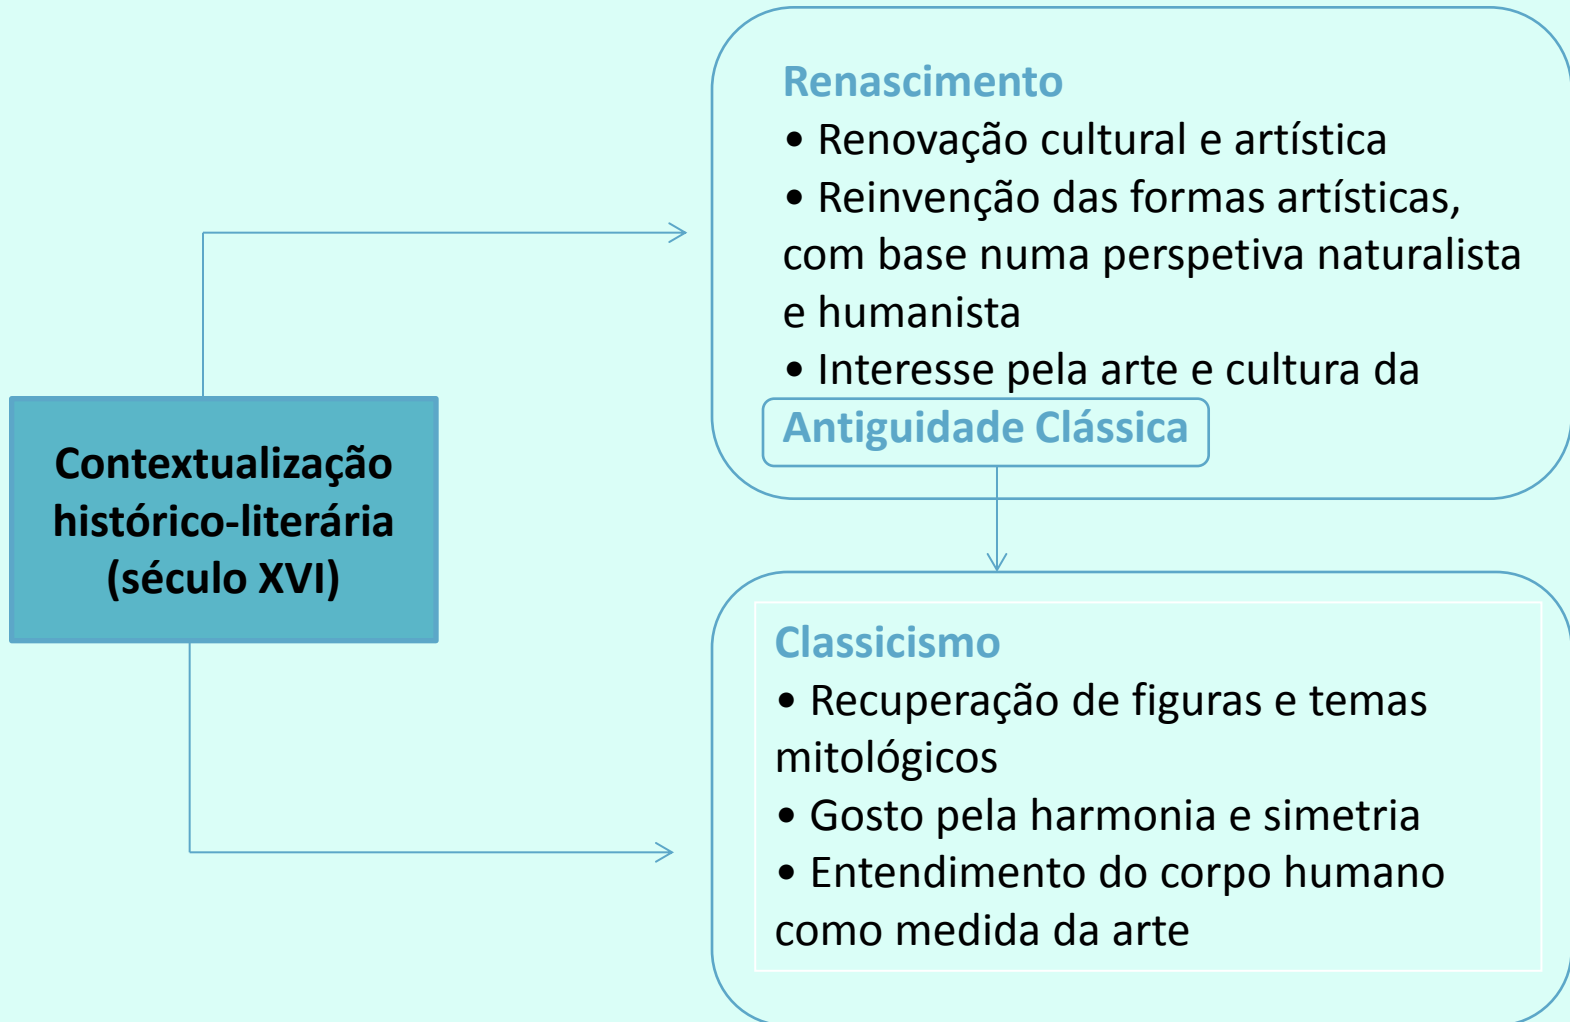 Contextualização
histórico-literária
(século XVI)
Renascimento
• Renovação cultural e artística
• Reinvenção das formas artísticas,
com base numa perspetiva naturalista
e humanista
• Interesse pela arte e cultura da
Antiguidade Clássica
Classicismo
• Recuperação de figuras e temas
mitológicos
• Gosto pela harmonia e simetria
• Entendimento do corpo humano
como medida da arte